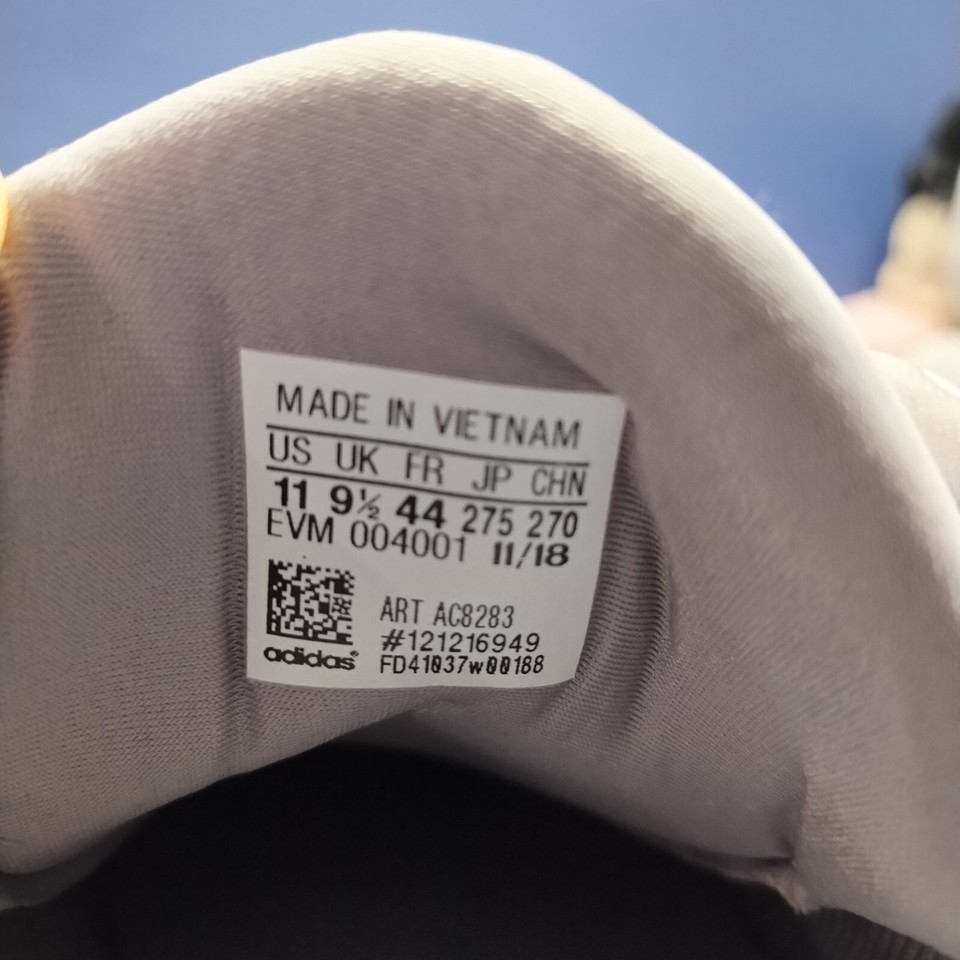 MADE IN VIETNAM
US UK FR JP CHN
11 9½ 44 275 270
EVM 004001 11/18
ART AC8283
#121216949
adidas® FD41037w00188